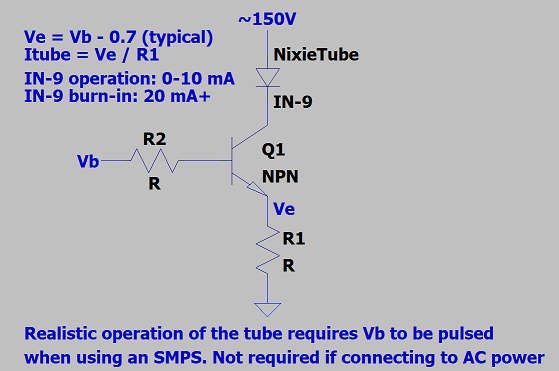 ~150V
Ve = Vb - 0.7 (typical)
Itube = Ve / R1
NixieTube
IN-9 operation: 0-10 mA
IN-9 burn-in: 20 mA+
IN-9
R2
Q1
Vb
R
NPN
Ve
R1
R
Realistic operation of the tube requires Vb to be pulsed
when using an SMPS. Not required if connecting to AC power